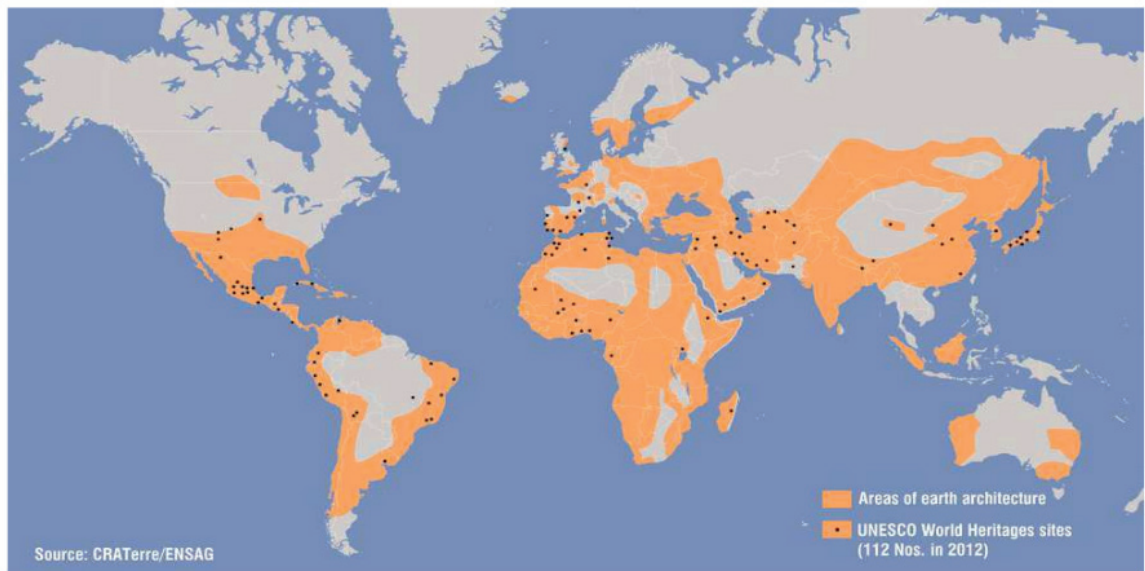 Areas of earth architecture
UNESCO World Heritages sites
(112 Nos. in 2012)
Source: CRATerre/ENSAG